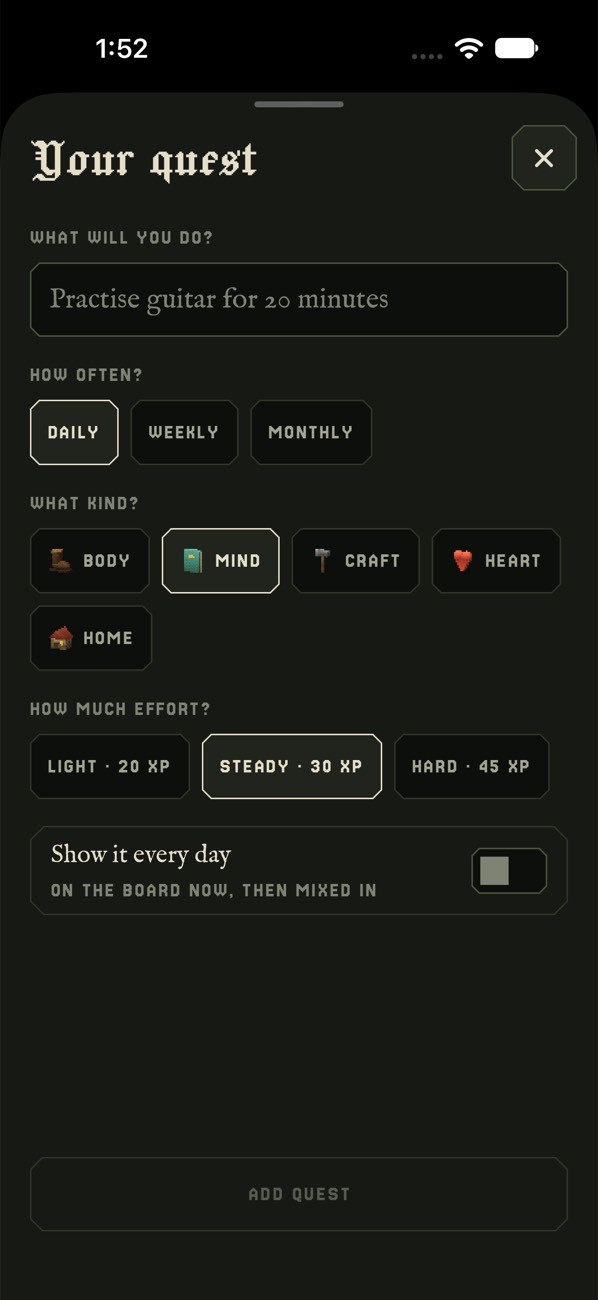 1:52
Your quest
WHAT WILL YOU DO?
Practise guitar for 20 minutes
HOW OFTEN?
DAILY WEEKLY MONTHLY
WHAT KIND?
BODY MIND CRAFT HEART
HOME
HOW MUCH EFFORT?
LIGHT · 20 XP STEADY · 30 XP HARD · 45 XP
Show it every day
ON THE BOARD NOW, THEN MIXED IN
ADD QUEST